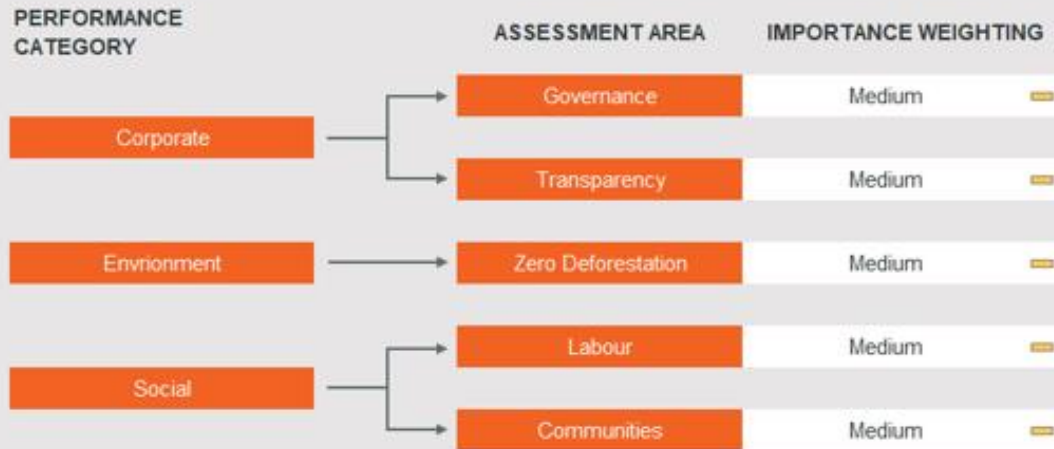 PERFORMANCE
CATEGORY
ASSESSMENT AREA
IMPORTANCE WEIGHTING
Governance
Medium
Corporate
Transparency
Medium
Envrionment
Zero Deforestation
Medium
Labour
Medium
Social
Communities
Medium